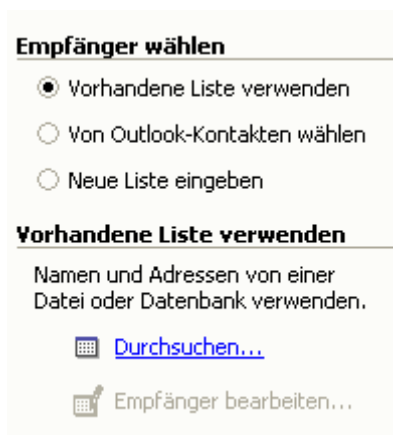 Empfänger wählen
Vorhandene Liste verwenden
Von Outlook-Kontakten wählen
Neue Liste eingeben
Vorhandene Liste verwenden
Namen und Adressen von einer
Datei oder Datenbank verwenden.
Durchsuchen...
Empfänger bearbeiten...